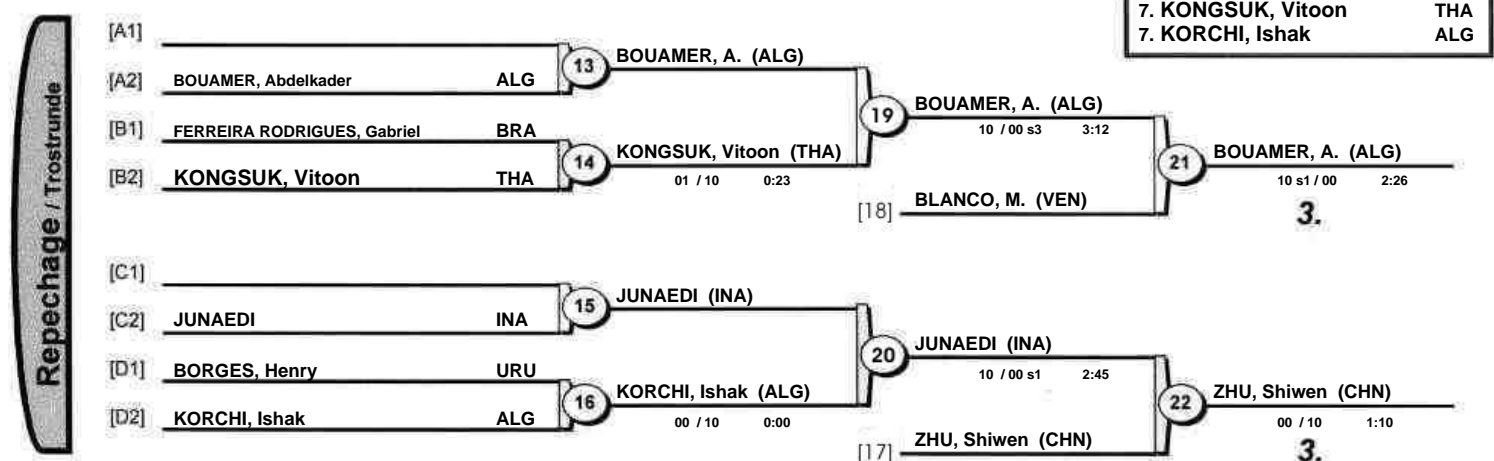 7. KONGSUK, Vitoon THA
7. KORCHI, Ishak ALG
Repechage / Trostrunde
[A1]
[A2] BOUAMER, Abdelkader ALG
13 BOUAMER, A. (ALG)
[B1] FERREIRA RODRIGUES, Gabriel BRA
[B2] KONGSUK, Vitoon THA
14 KONGSUK, Vitoon (THA)
01 / 10 0:23
19 BOUAMER, A. (ALG)
10 / 00 s3 3:12
[18] BLANCO, M. (VEN)
21 BOUAMER, A. (ALG)
10 s1 / 00 2:26
3.
[C1]
[C2] JUNAEDI INA
15 JUNAEDI (INA)
[D1] BORGES, Henry URU
[D2] KORCHI, Ishak ALG
16 KORCHI, Ishak (ALG)
00 / 10 0:00
20 JUNAEDI (INA)
10 / 00 s1 2:45
[17] ZHU, Shiwen (CHN)
22 ZHU, Shiwen (CHN)
00 / 10 1:10
3.